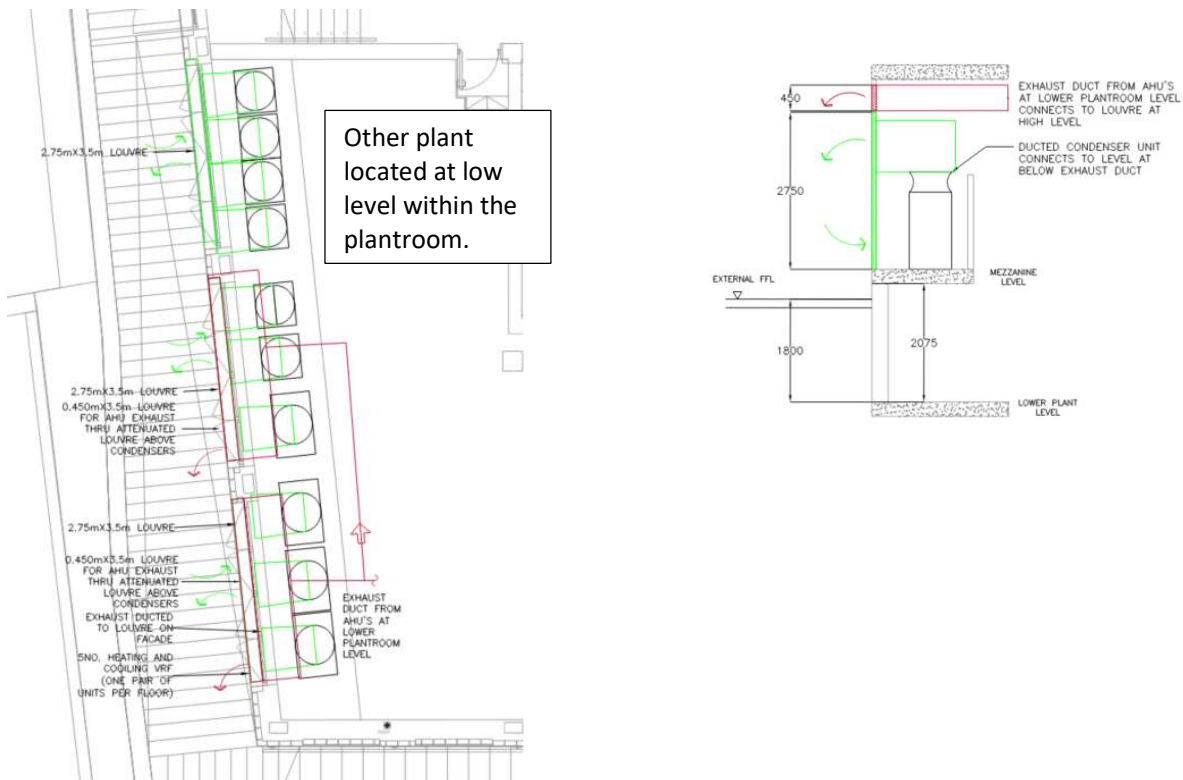 2.75mX3.5m LOUVRE
Other plant
located at low
level within the
plantroom.
2.75mX3.5m LOUVRE
0.450mX3.5m LOUVRE
FOR AHU EXHAUST
THRU ATTENUATED
LOUVRE ABOVE
CONDENSERS
2.75mX3.5m LOUVRE
0.450mX3.5m LOUVRE
FOR AHU EXHAUST
THRU ATTENUATED
LOUVRE ABOVE
CONDENSERS
EXHAUST DUCTED
TO LOUVRE ON
FACADE
5NO, HEATING AND
COOILING VRF
(ONE PAIR OF
UNITS PER FLOOR)
EXHAUST
DUCT FROM
AHU'S AT
LOWER
PLANTROOM
LEVEL
450
2750
EXHAUST DUCT FROM AHU'S
AT LOWER PLANTROOM LEVEL
CONNECTS TO LOUVRE AT
HIGH LEVEL
DUCTED CONDENSER UNIT
CONNECTS TO LEVEL AT
BELOW EXHAUST DUCT
MEZZANINE
LEVEL
EXTERNAL FFL
1800
2075
LOWER PLANT
LEVEL